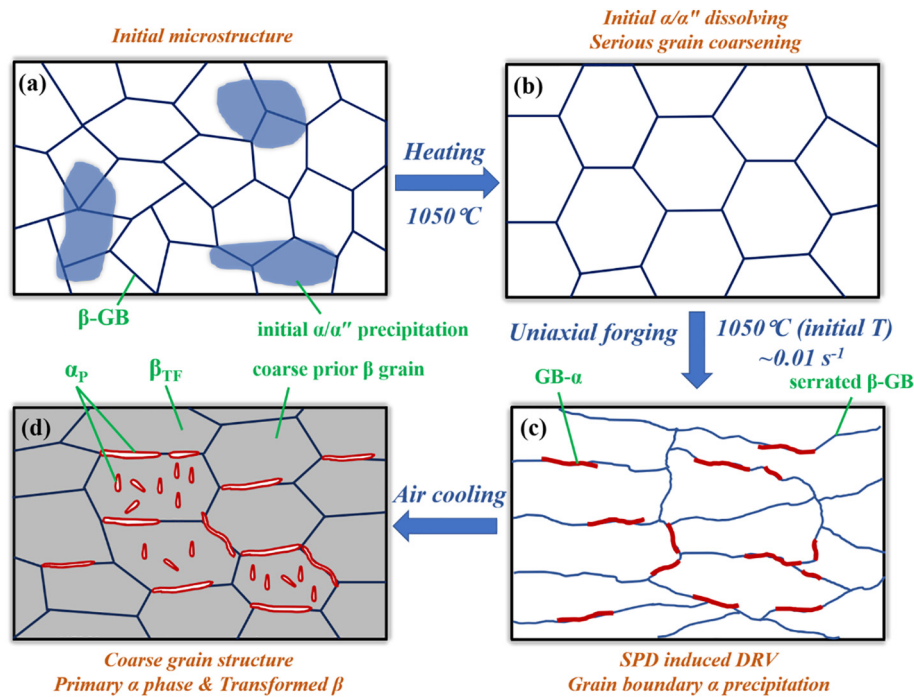 Initial microstructure
(a)
β-GB
initial α/α″ precipitation
Heating
1050℃
Initial α/α″ dissolving
Serious grain coarsening
(b)
Uniaxial forging
1050℃ (initial T)
~0.01 s⁻¹
GB-α
serrated β-GB
(c)
SPD induced DRV
Grain boundary α precipitation
Air cooling
αP
βTF
coarse prior β grain
(d)
Coarse grain structure
Primary α phase & Transformed β